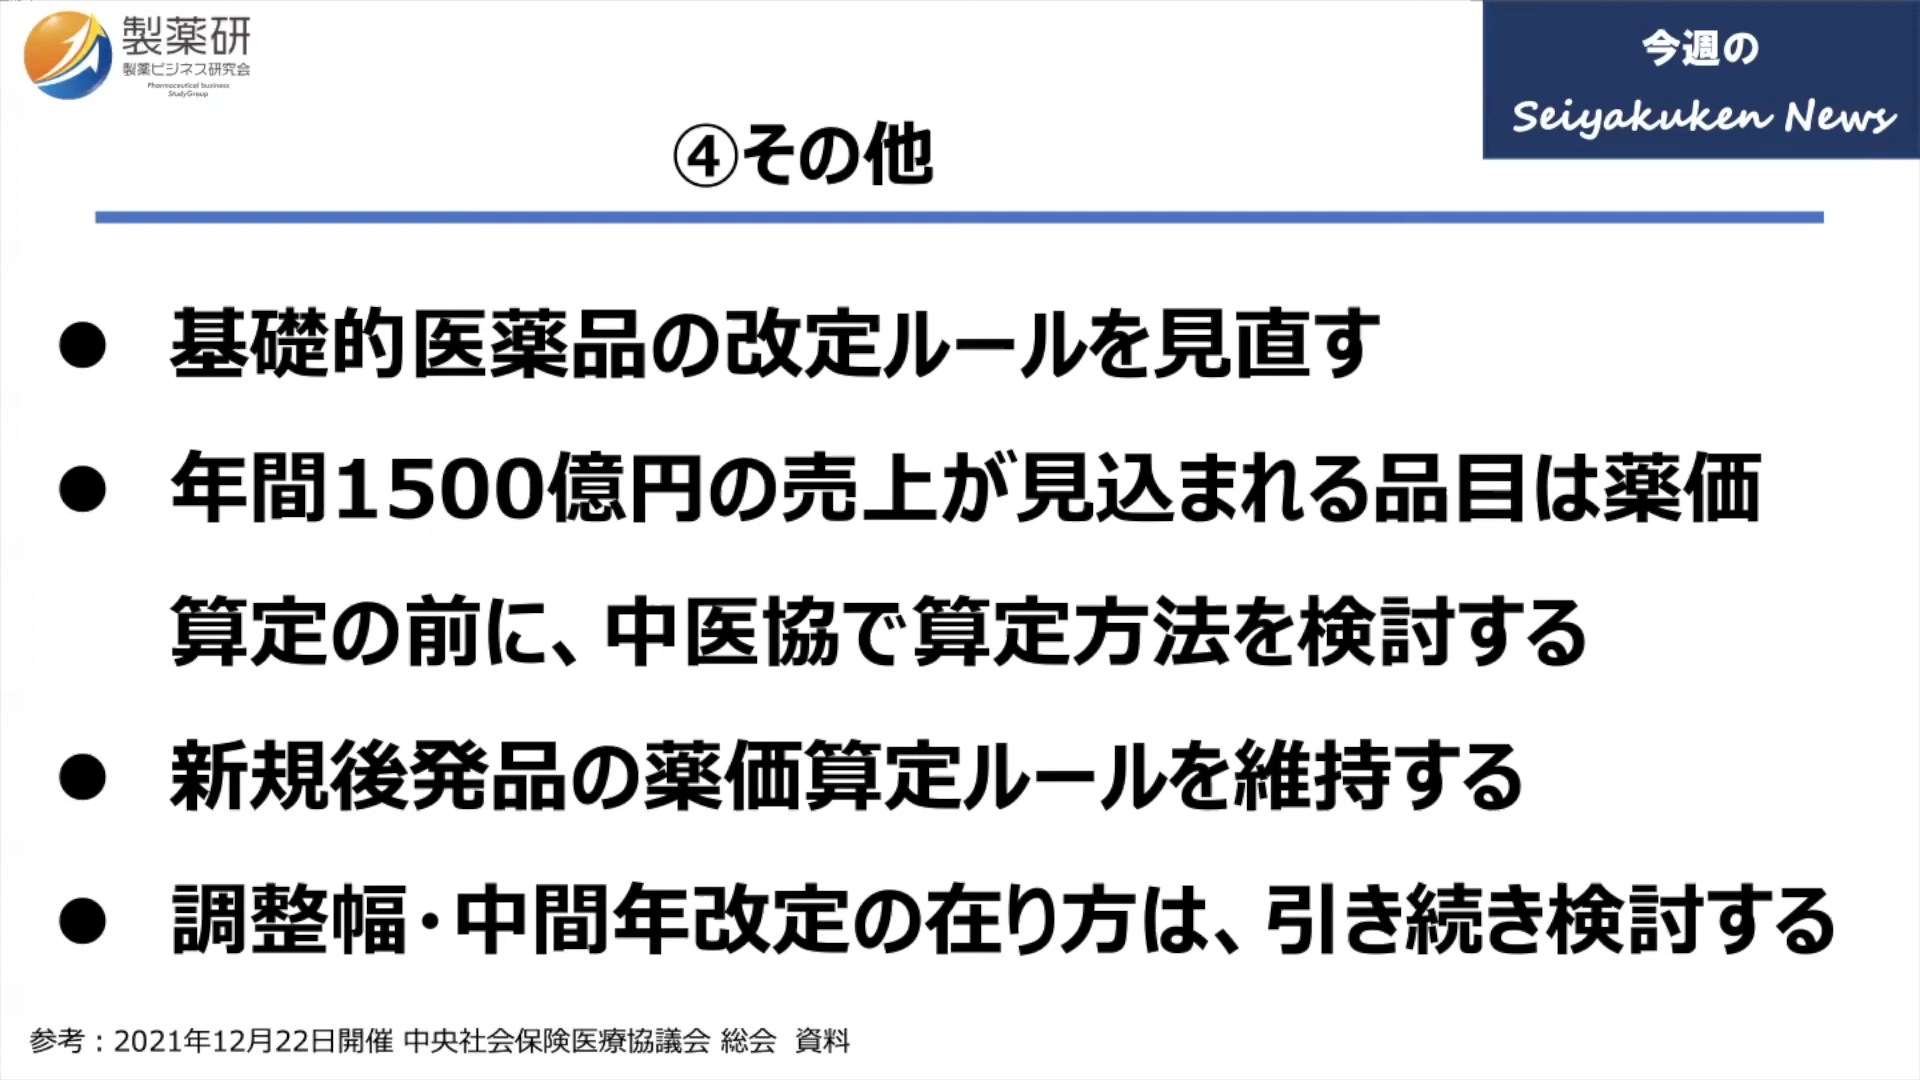 製薬研
製薬ビジネス研究会
Pharmaceutical business
StudyGroup
今週の
Seiyakuken News
④その他
● 基礎的医薬品の改定ルールを見直す
● 年間1500億円の売上が見込まれる品目は薬価
算定の前に、中医協で算定方法を検討する
● 新規後発品の薬価算定ルールを維持する
● 調整幅・中間年改定の在り方は、引き続き検討する
参考：2021年12月22日開催 中央社会保険医療協議会 総会 資料